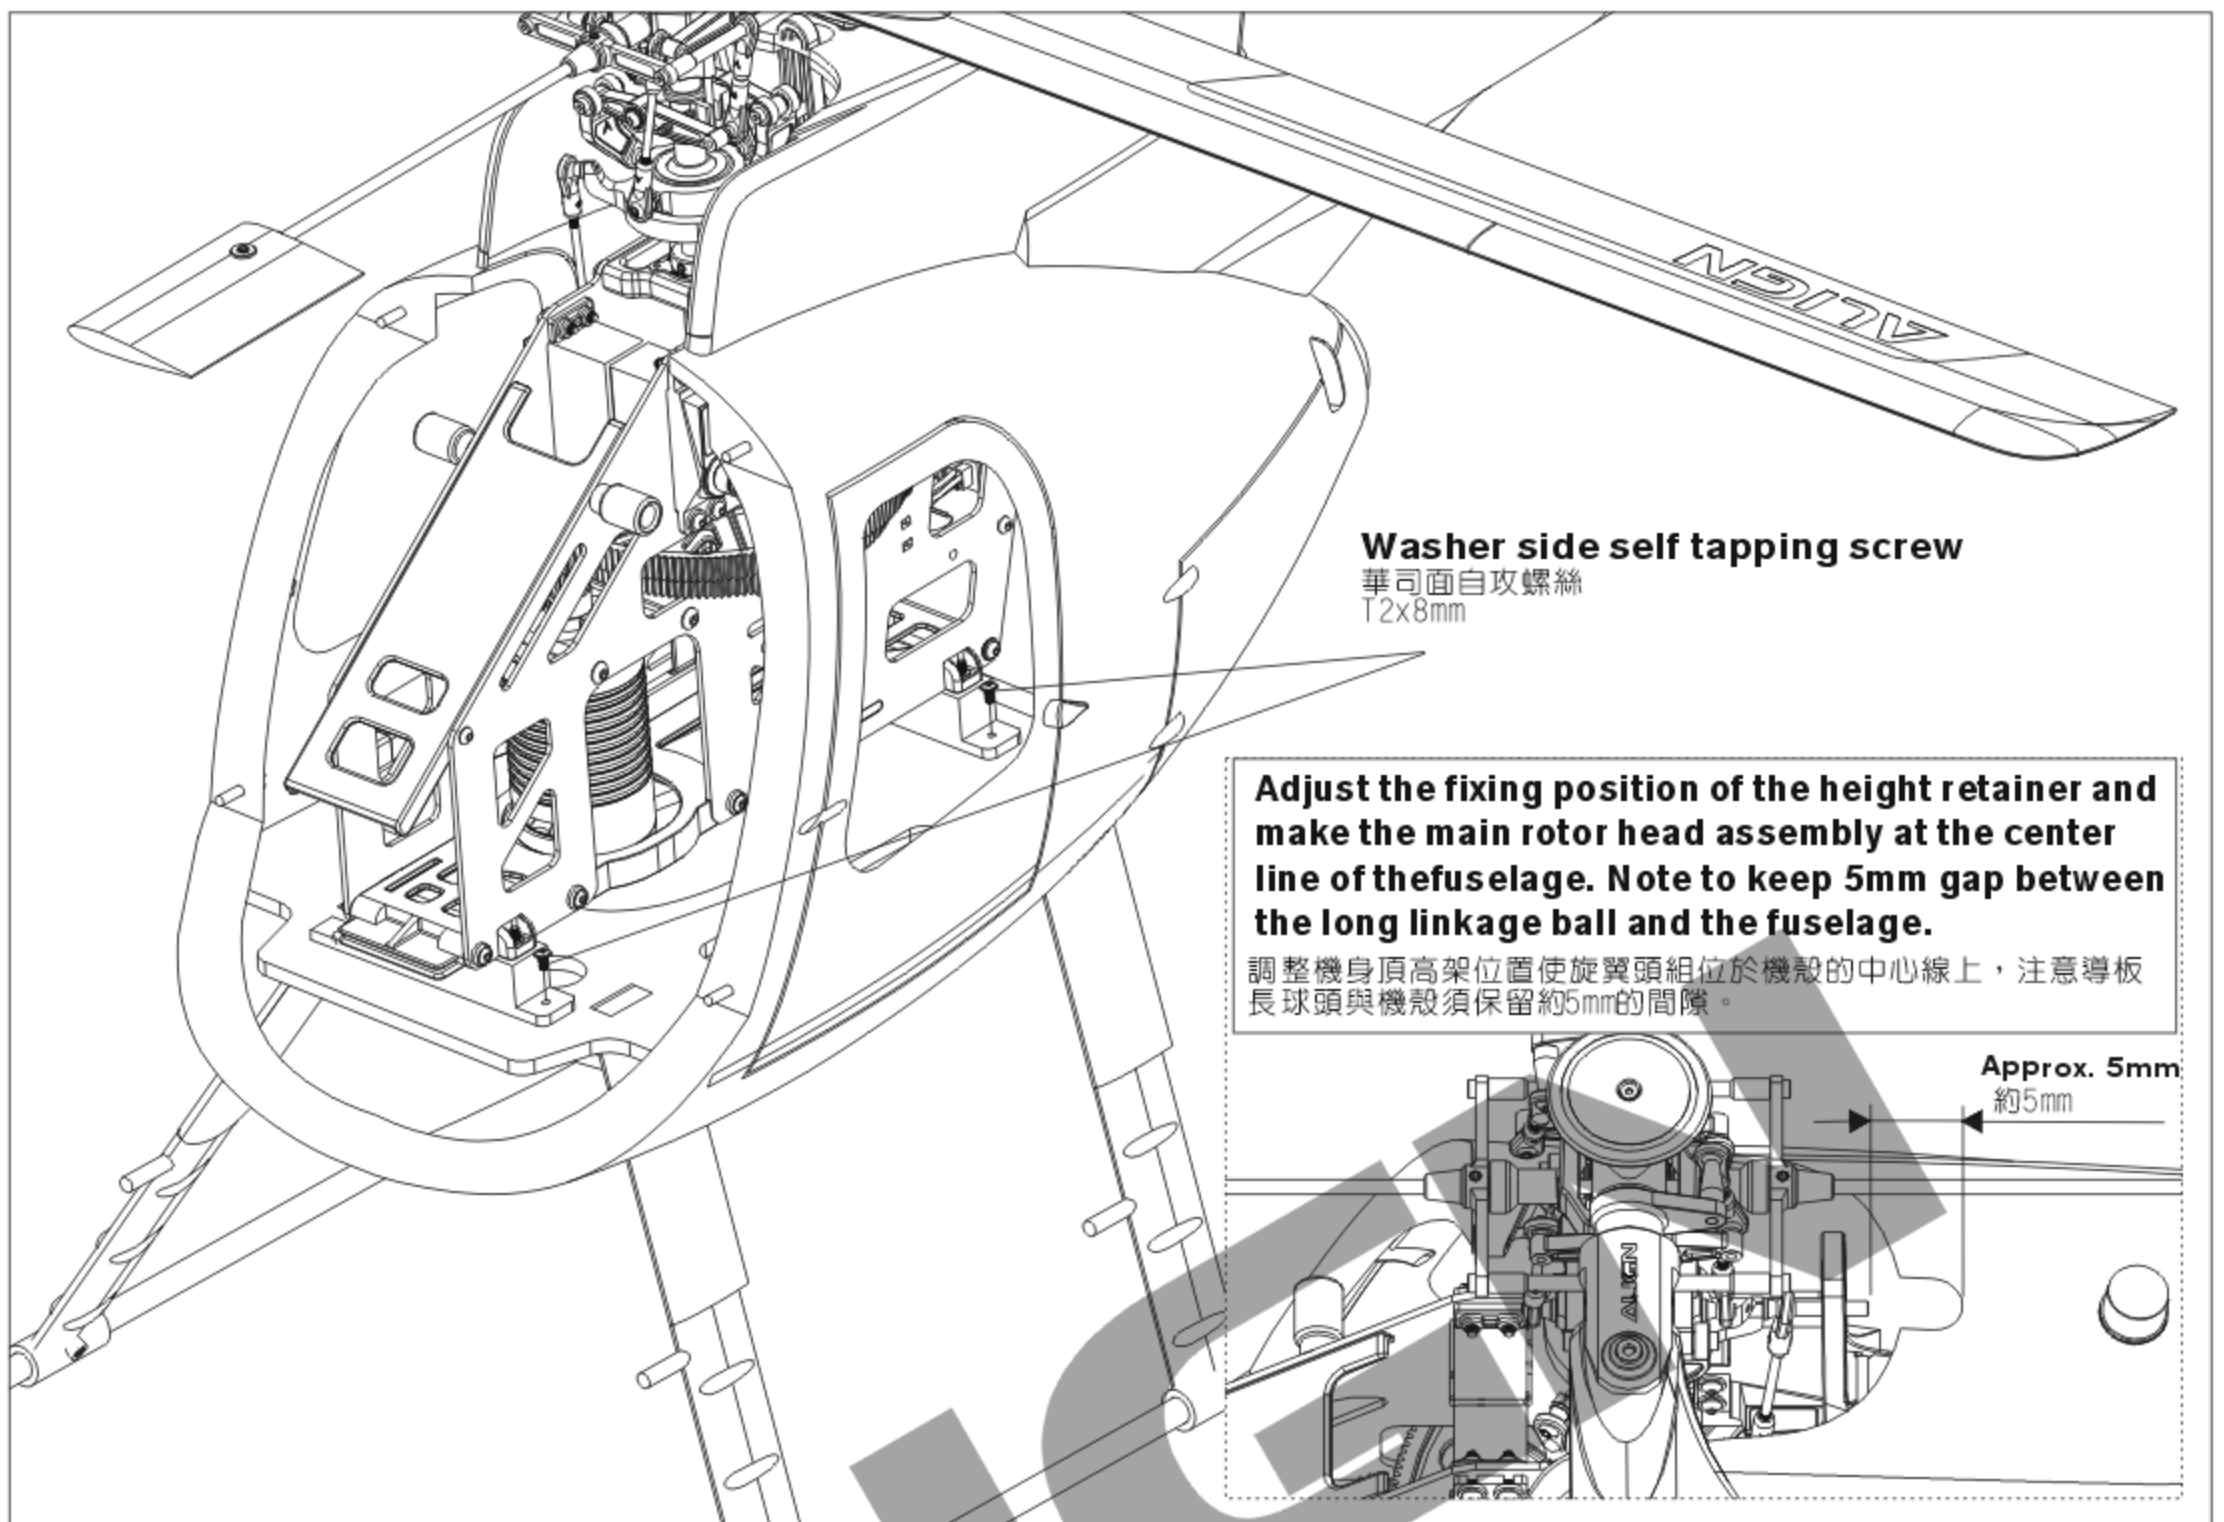 ALIGN
Washer side self tapping screw
華司面自攻螺絲
T2x8mm
Adjust the fixing position of the height retainer and
make the main rotor head assembly at the center
line of thefuselage. Note to keep 5mm gap between
the long linkage ball and the fuselage.
調整機身頂高架位置使旋翼頭組位於機殼的中心線上，注意導板
長球頭與機殼須保留約5mm的間隙。
Approx. 5mm
約5mm
ALIGN